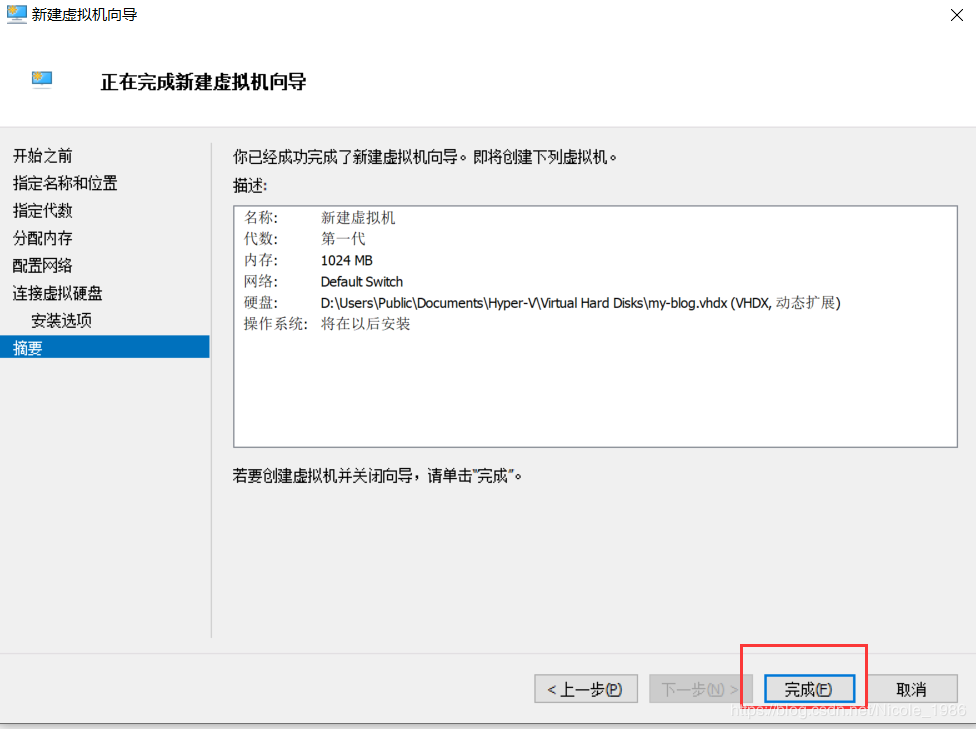 新建虚拟机向导
正在完成新建虚拟机向导
开始之前
指定名称和位置
指定代数
分配内存
配置网络
连接虚拟硬盘
安装选项
摘要
你已经成功完成了新建虚拟机向导。即将创建下列虚拟机。
描述:
名称: 新建虚拟机
代数: 第一代
内存: 1024 MB
网络: Default Switch
硬盘: D:\Users\Public\Documents\Hyper-V\Virtual Hard Disks\my-blog.vhdx (VHDX, 动态扩展)
操作系统: 将在以后安装
若要创建虚拟机并关闭向导，请单击"完成"。
< 上一步(P) 下一步(N) > 完成(F) 取消
https://blog.csdn.net/Nicole_1986